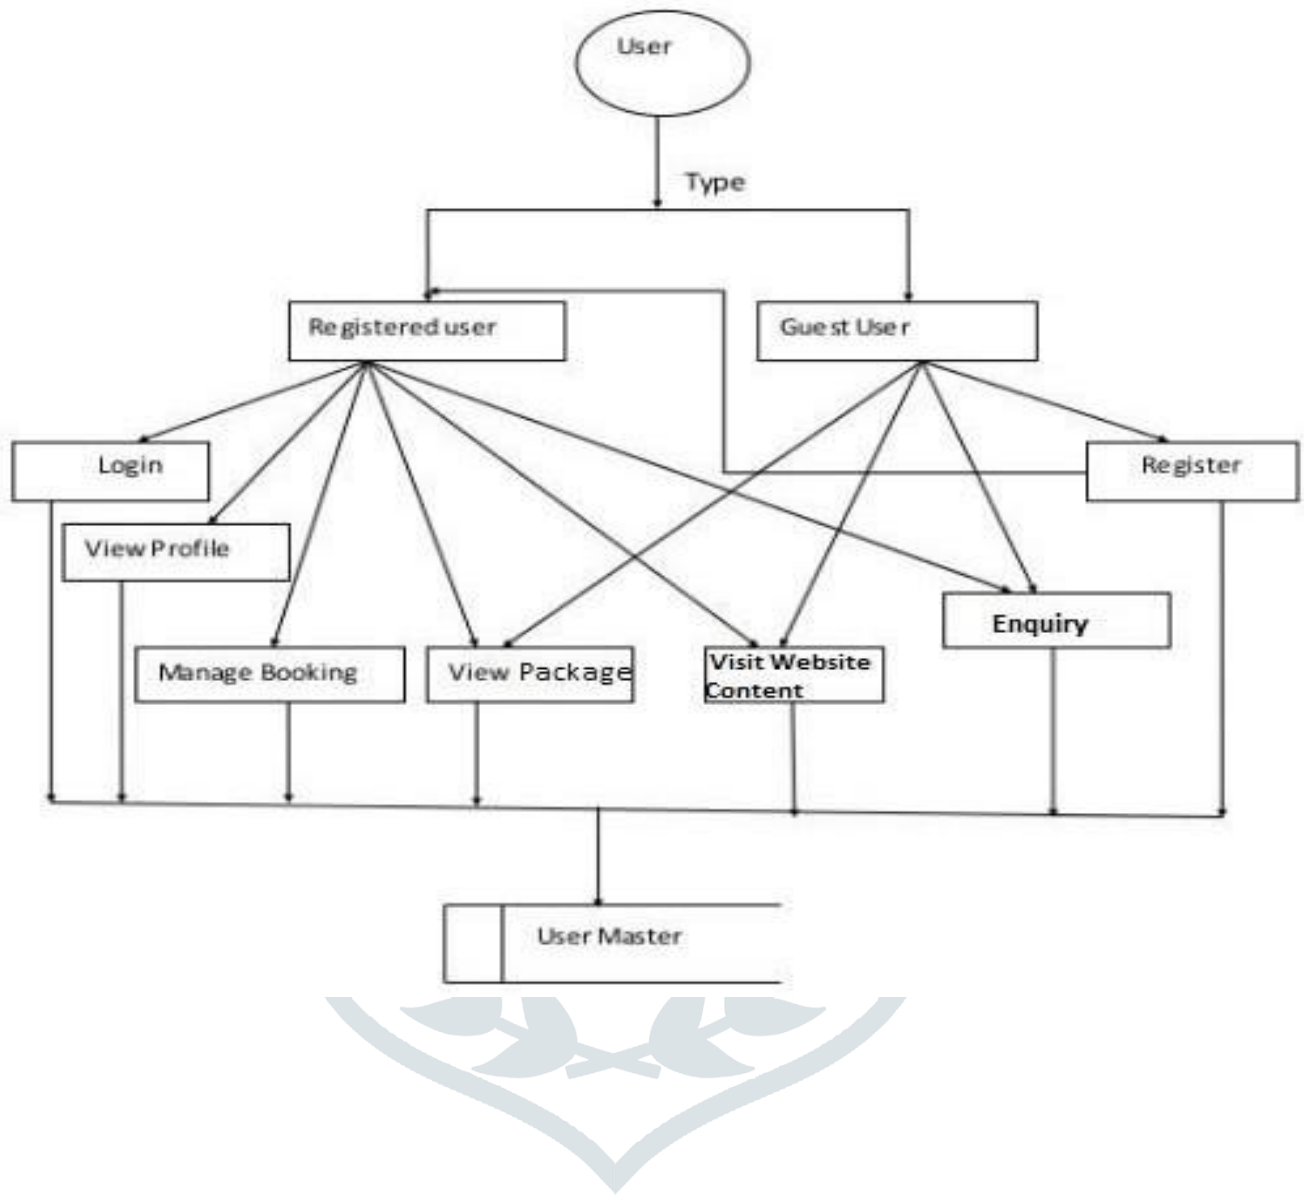 User
Type
Registered user
Guest User
Login
Register
View Profile
Enquiry
Manage Booking
View Package
Visit Website
Content
User Master